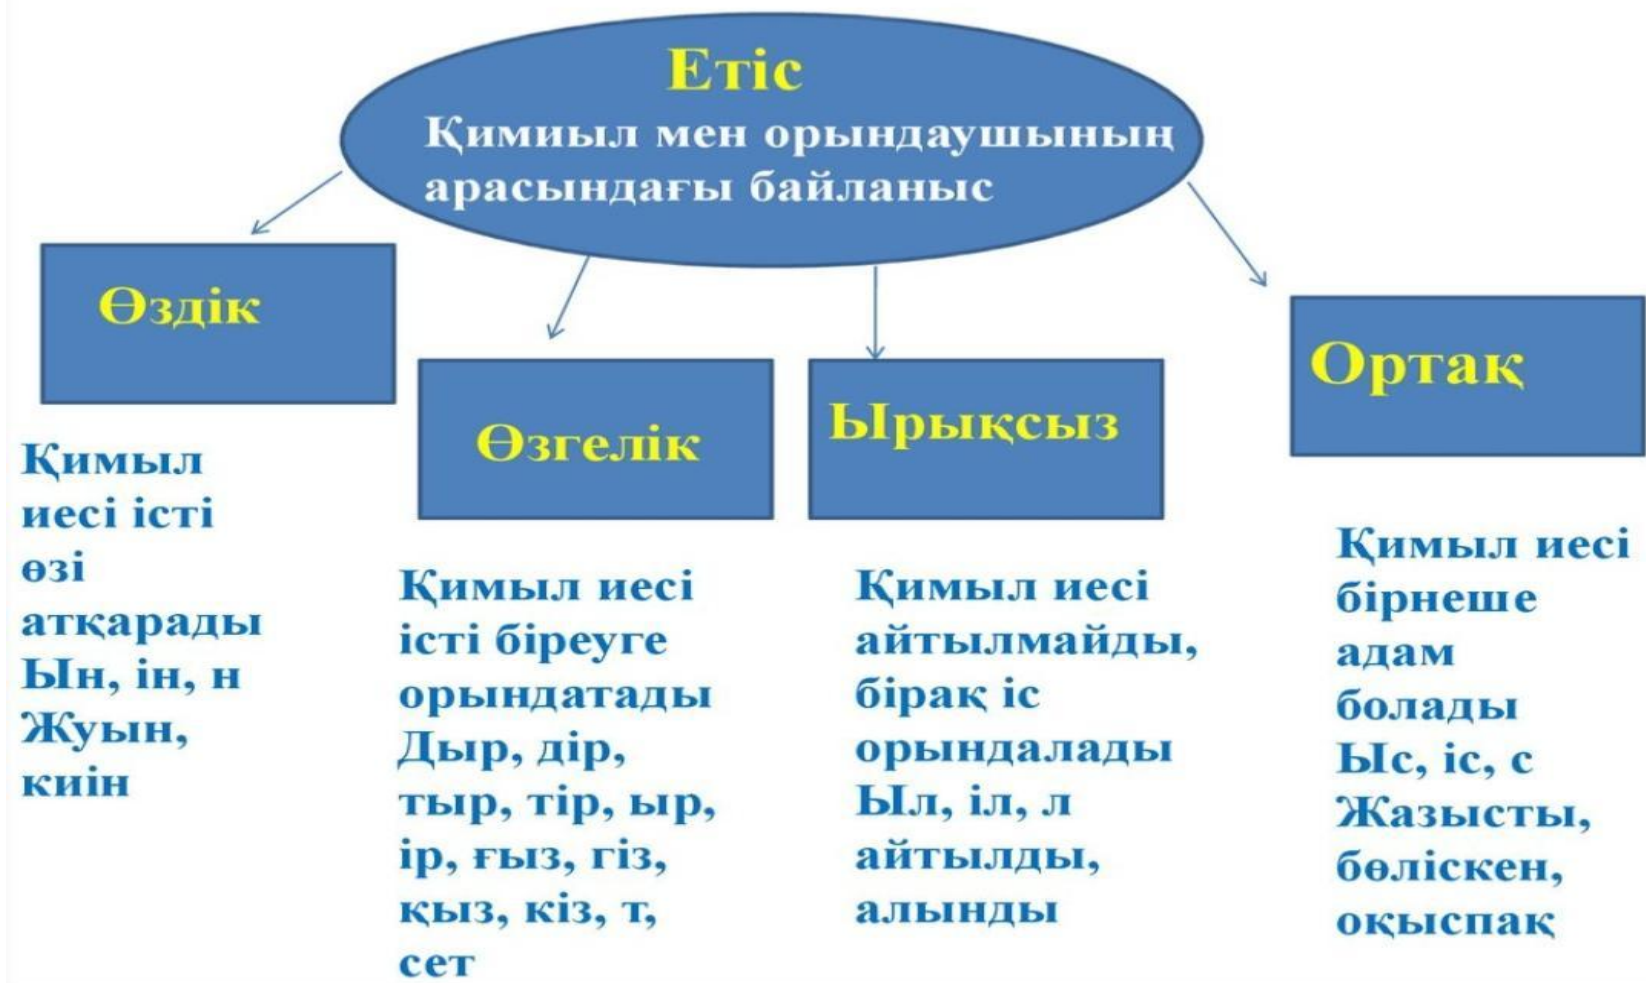 Етіс
Қимиыл мен орындаушының
арасындағы байланыс
Өздік
Қимыл
иесі істі
өзі
атқарады
Ын, ін, н
Жуын,
киін
Өзгелік
Қимыл иесі
істі біреуге
орындатады
Дыр, дір,
тыр, тір, ыр,
ір, ғыз, гіз,
қыз, кіз, т,
сет
Ырықсыз
Қимыл иесі
айтылмайды,
бірақ іс
орындалады
Ыл, іл, л
айтылды,
алынды
Ортақ
Қимыл иесі
бірнеше
адам
болады
Ыс, іс, с
Жазысты,
бөліскен,
оқыспақ